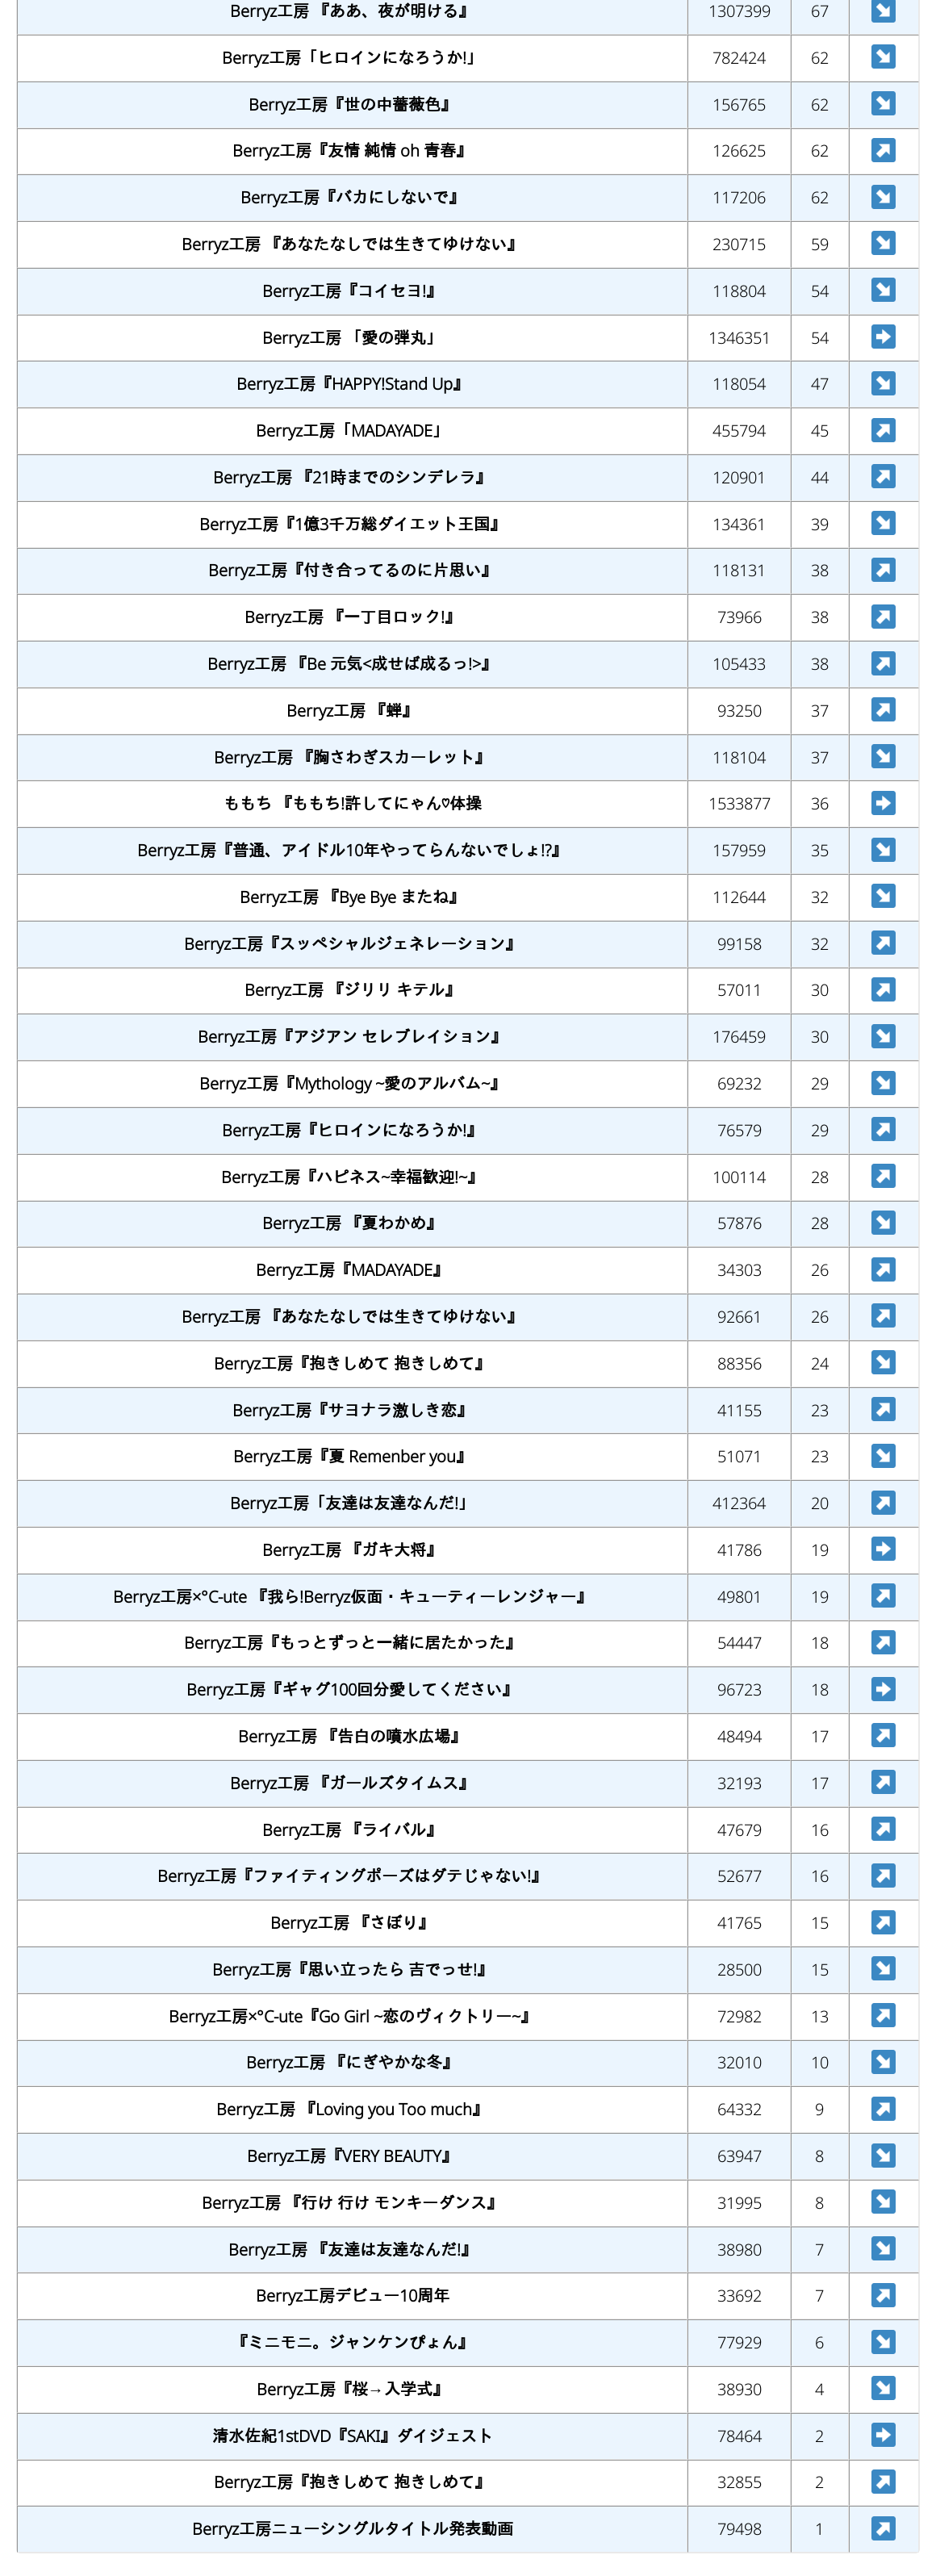 Berryz工房 『ああ、夜が明ける』 1307399 67 ↘
Berryz工房「ヒロインになろうか!」 782424 62 ↘
Berryz工房『世の中薔薇色』 156765 62 ↘
Berryz工房『友情 純情 oh 青春』 126625 62 ↗
Berryz工房『バカにしないで』 117206 62 ↘
Berryz工房 『あなたなしでは生きてゆけない』 230715 59 ↘
Berryz工房『コイセヨ!』 118804 54 ↘
Berryz工房 「愛の弾丸」 1346351 54 ➡
Berryz工房『HAPPY!Stand Up』 118054 47 ↘
Berryz工房「MADAYADE」 455794 45 ↗
Berryz工房 『21時までのシンデレラ』 120901 44 ↗
Berryz工房『1億3千万総ダイエット王国』 134361 39 ↘
Berryz工房『付き合ってるのに片思い』 118131 38 ↗
Berryz工房 『一丁目ロック!』 73966 38 ↗
Berryz工房 『Be 元気<成せば成るっ!>』 105433 38 ↗
Berryz工房 『蝉』 93250 37 ↗
Berryz工房 『胸さわぎスカーレット』 118104 37 ↘
ももち 『ももち!許してにゃん♡体操 1533877 36 ➡
Berryz工房『普通、アイドル10年やってらんないでしょ!?』 157959 35 ↘
Berryz工房 『Bye Bye またね』 112644 32 ↘
Berryz工房『スッペシャルジェネレーション』 99158 32 ↗
Berryz工房 『ジリリ キテル』 57011 30 ↗
Berryz工房『アジアン セレブレイション』 176459 30 ↘
Berryz工房『Mythology ~愛のアルバム~』 69232 29 ↘
Berryz工房『ヒロインになろうか!』 76579 29 ↗
Berryz工房『ハピネス~幸福歓迎!~』 100114 28 ↗
Berryz工房 『夏わかめ』 57876 28 ↘
Berryz工房『MADAYADE』 34303 26 ↗
Berryz工房 『あなたなしでは生きてゆけない』 92661 26 ↗
Berryz工房『抱きしめて 抱きしめて』 88356 24 ↘
Berryz工房『サヨナラ激しき恋』 41155 23 ↗
Berryz工房『夏 Remenber you』 51071 23 ↘
Berryz工房「友達は友達なんだ!」 412364 20 ↗
Berryz工房 『ガキ大将』 41786 19 ➡
Berryz工房×°C-ute 『我ら!Berryz仮面・キューティーレンジャー』 49801 19 ↗
Berryz工房『もっとずっと一緒に居たかった』 54447 18 ↗
Berryz工房『ギャグ100回分愛してください』 96723 18 ➡
Berryz工房 『告白の噴水広場』 48494 17 ↗
Berryz工房 『ガールズタイムス』 32193 17 ↗
Berryz工房 『ライバル』 47679 16 ↗
Berryz工房『ファイティングポーズはダテじゃない!』 52677 16 ↗
Berryz工房 『さぼり』 41765 15 ↗
Berryz工房『思い立ったら 吉でっせ!』 28500 15 ↘
Berryz工房×°C-ute『Go Girl ~恋のヴィクトリー~』 72982 13 ↗
Berryz工房 『にぎやかな冬』 32010 10 ↘
Berryz工房 『Loving you Too much』 64332 9 ↗
Berryz工房『VERY BEAUTY』 63947 8 ↘
Berryz工房 『行け 行け モンキーダンス』 31995 8 ↘
Berryz工房 『友達は友達なんだ!』 38980 7 ↘
Berryz工房デビュー10周年 33692 7 ↗
『ミニモニ。ジャンケンぴょん』 77929 6 ↘
Berryz工房『桜→入学式』 38930 4 ↘
清水佐紀1stDVD『SAKI』ダイジェスト 78464 2 ➡
Berryz工房『抱きしめて 抱きしめて』 32855 2 ↗
Berryz工房ニューシングルタイトル発表動画 79498 1 ↗